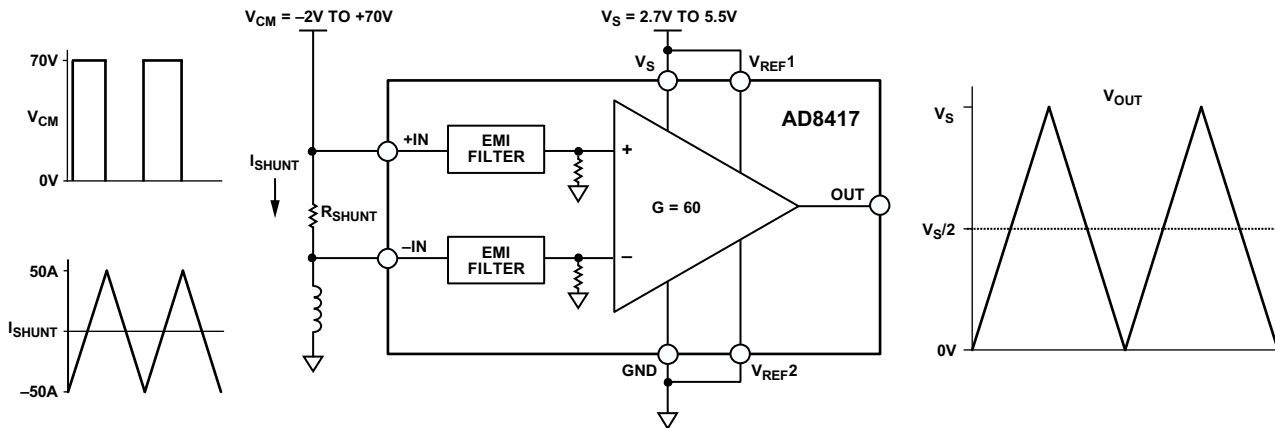 V_CM = –2V TO +70V
V_S = 2.7V TO 5.5V
70V
V_CM
0V
50A
I_SHUNT
–50A
I_SHUNT
R_SHUNT
V_S
V_REF1
AD8417
+IN
EMI
FILTER
+
G = 60
OUT
–IN
EMI
FILTER
–
GND
V_REF2
V_OUT
V_S
V_S/2
0V